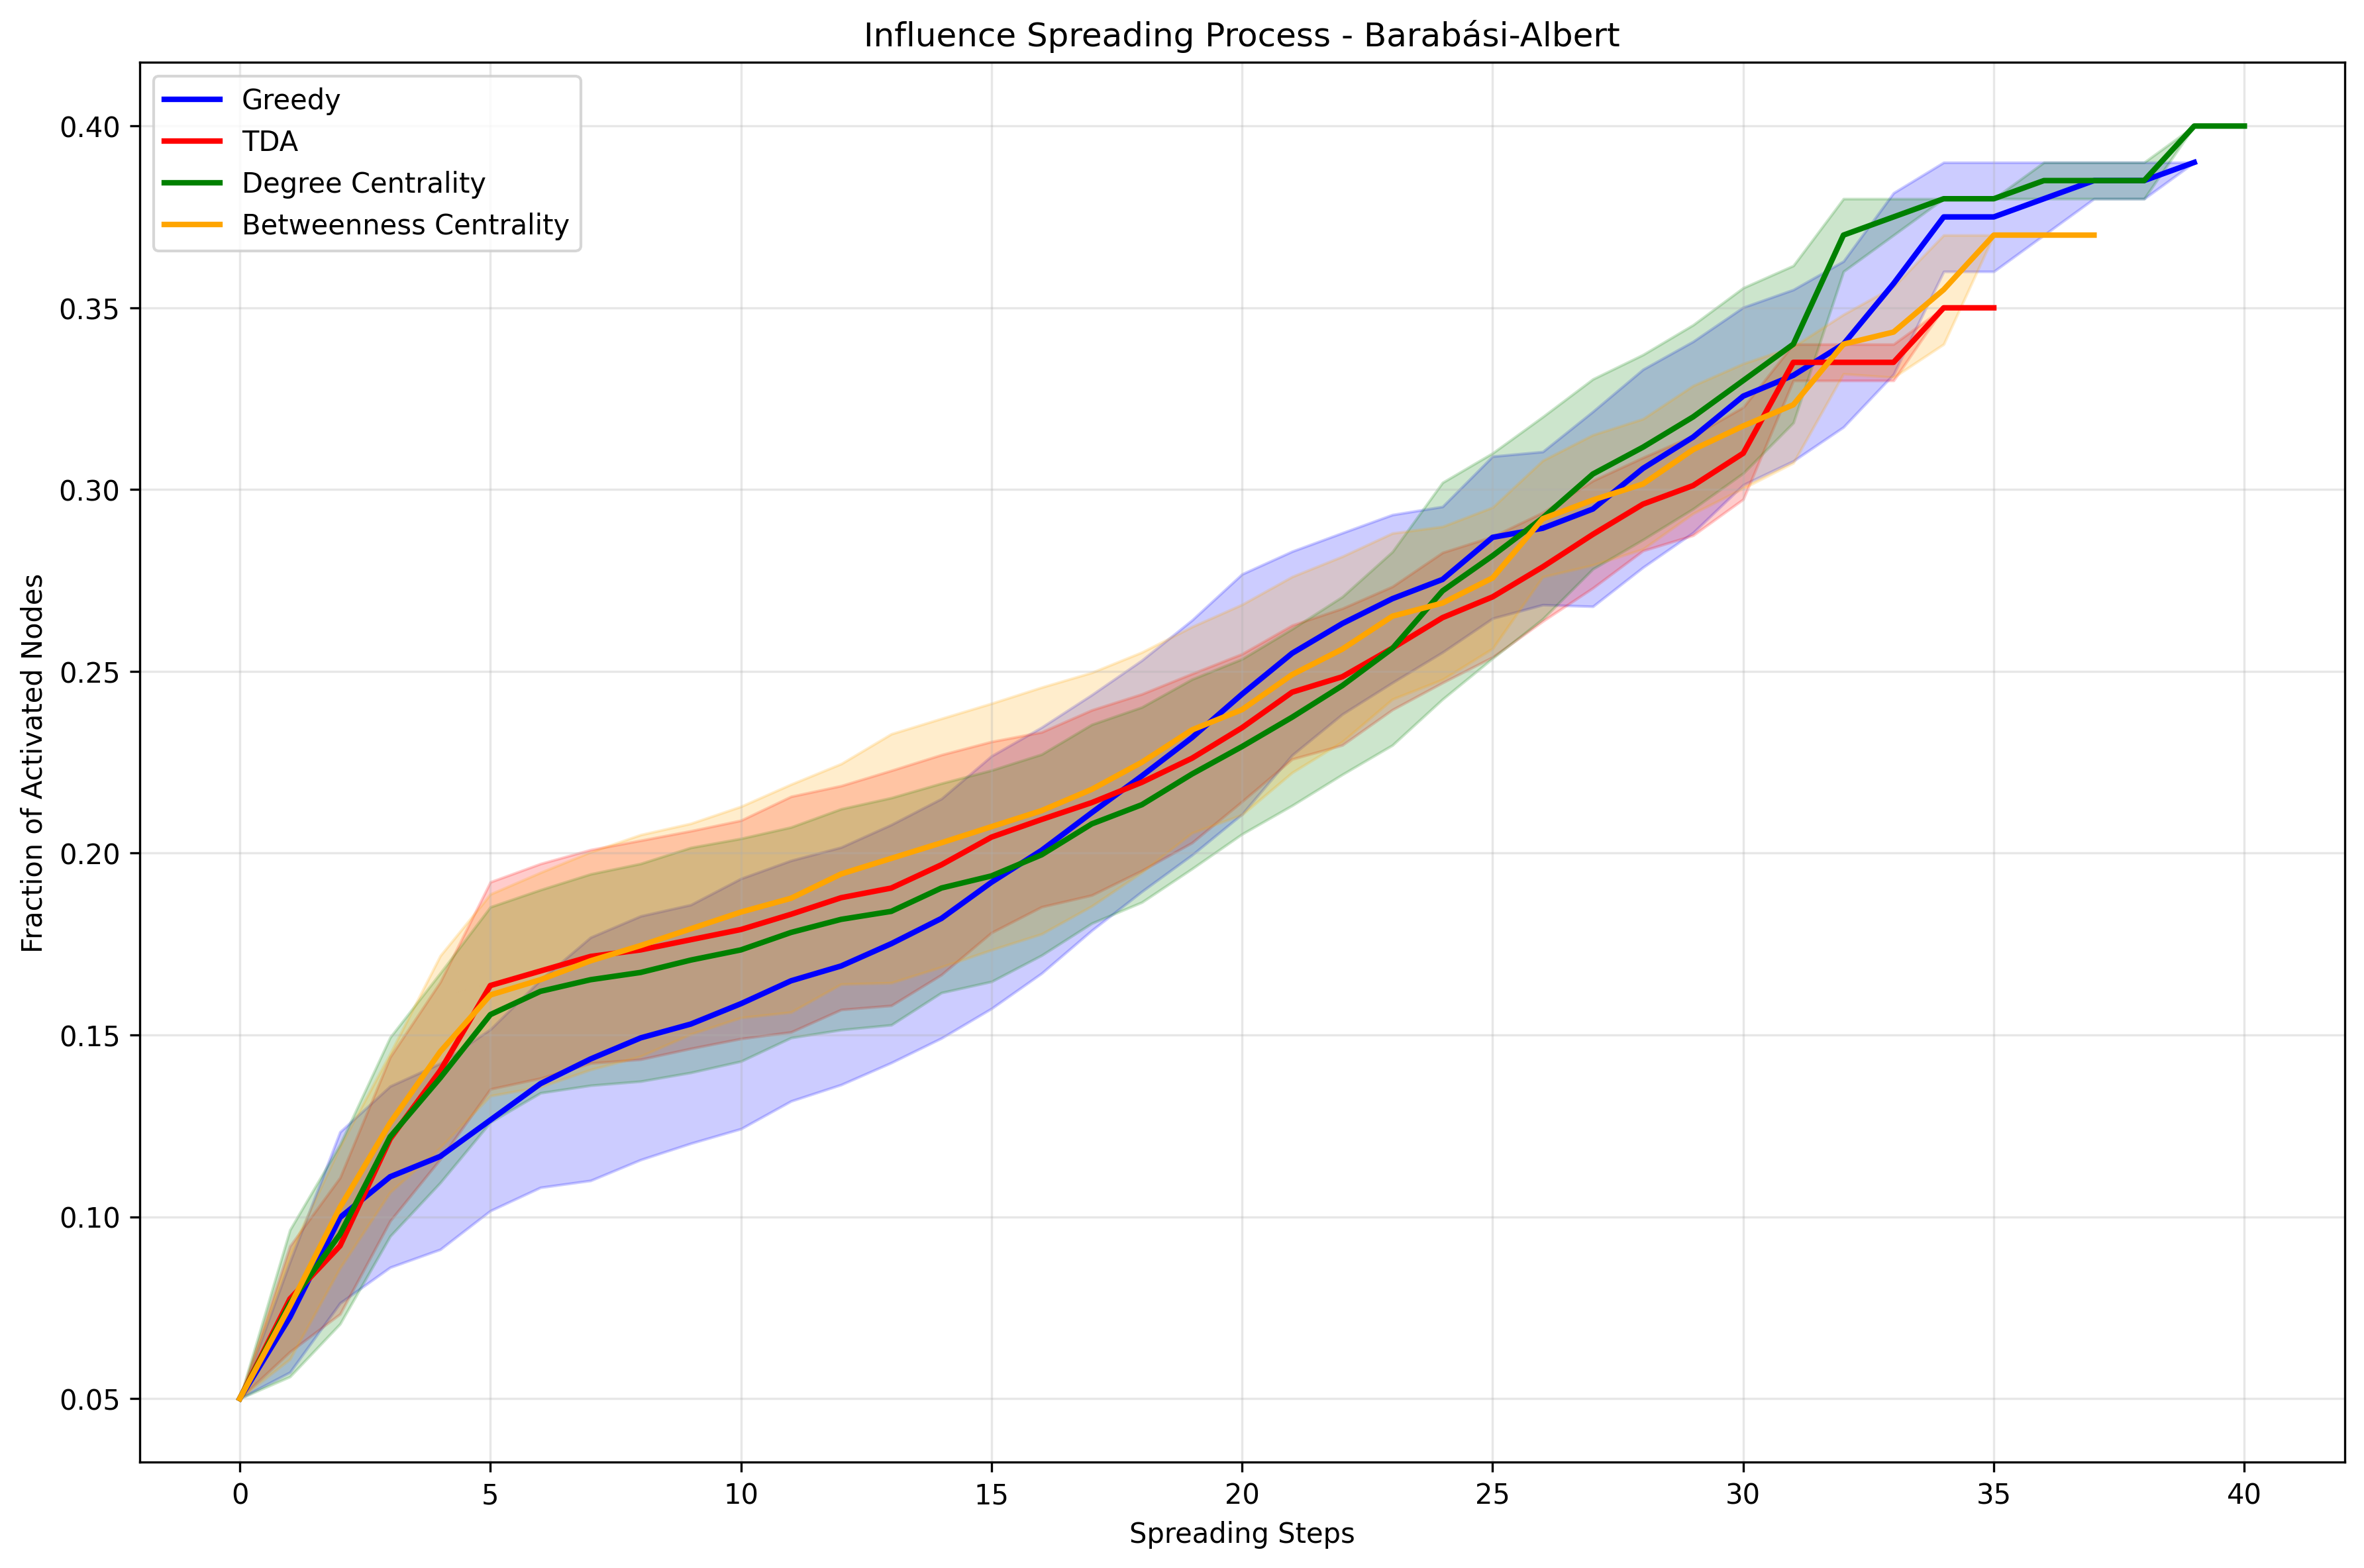 Influence Spreading Process - Barabási-Albert
Greedy
TDA
Degree Centrality
Betweenness Centrality
Fraction of Activated Nodes
0.40
0.35
0.30
0.25
0.20
0.15
0.10
0.05
0 5 10 15 20 25 30 35 40
Spreading Steps